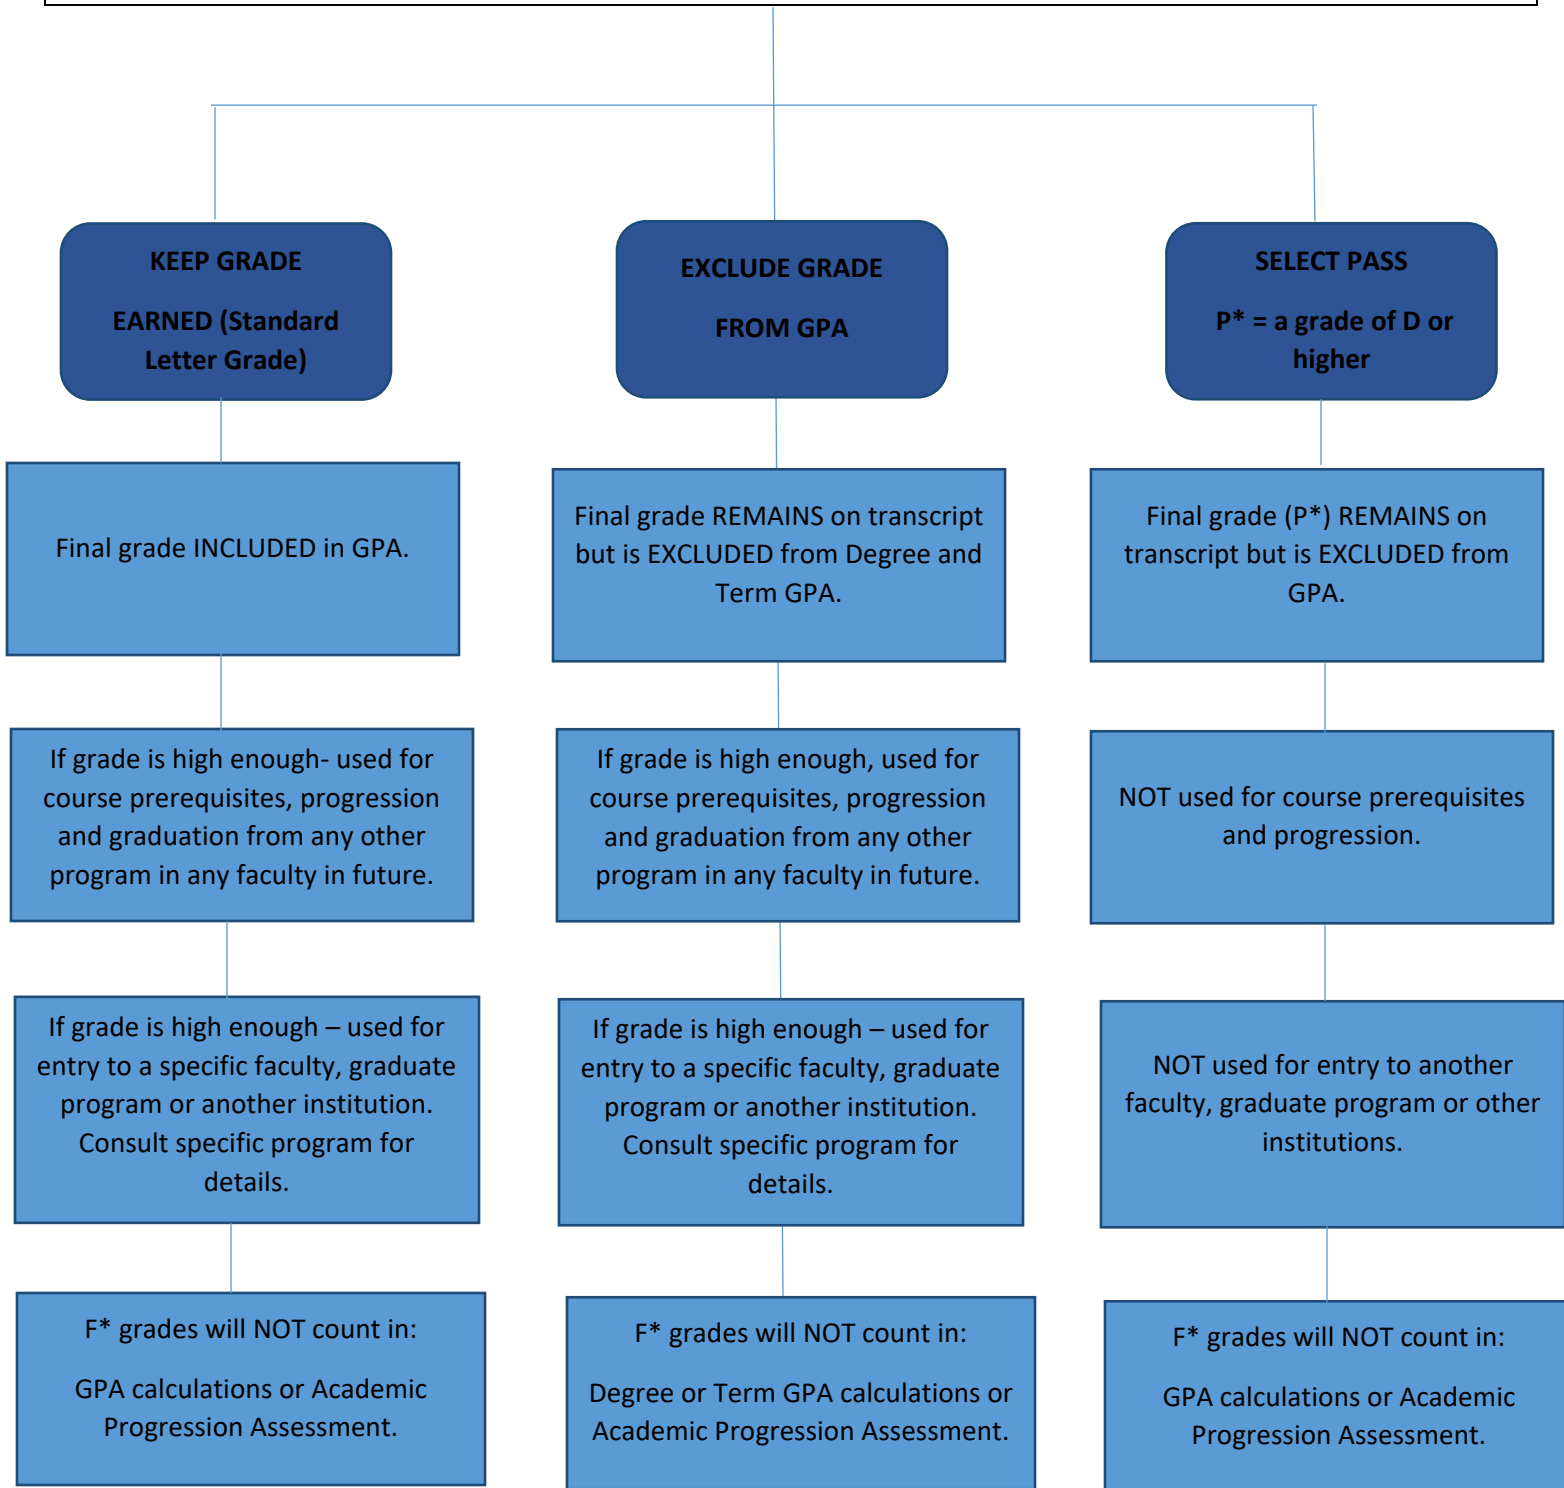 KEEP GRADE
EARNED (Standard
Letter Grade)
Final grade INCLUDED in GPA.
If grade is high enough- used for
course prerequisites, progression
and graduation from any other
program in any faculty in future.
If grade is high enough – used for
entry to a specific faculty, graduate
program or another institution.
Consult specific program for
details.
F* grades will NOT count in:
GPA calculations or Academic
Progression Assessment.
EXCLUDE GRADE
FROM GPA
Final grade REMAINS on transcript
but is EXCLUDED from Degree and
Term GPA.
If grade is high enough, used for
course prerequisites, progression
and graduation from any other
program in any faculty in future.
If grade is high enough – used for
entry to a specific faculty, graduate
program or another institution.
Consult specific program for
details.
F* grades will NOT count in:
Degree or Term GPA calculations or
Academic Progression Assessment.
SELECT PASS
P* = a grade of D or
higher
Final grade (P*) REMAINS on
transcript but is EXCLUDED from
GPA.
NOT used for course prerequisites
and progression.
NOT used for entry to another
faculty, graduate program or other
institutions.
F* grades will NOT count in:
GPA calculations or Academic
Progression Assessment.